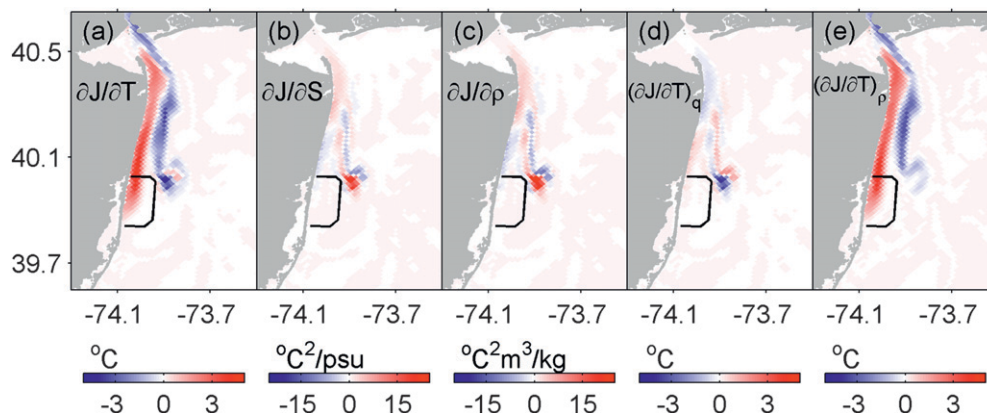 (a) (b) (c) (d) (e)
40.5
∂J/∂T ∂J/∂S ∂J/∂ρ (∂J/∂T)q (∂J/∂T)ρ
40.1
39.7
-74.1 -73.7 -74.1 -73.7 -74.1 -73.7 -74.1 -73.7 -74.1 -73.7
°C °C²/psu °C²m³/kg °C °C
-3 0 3 -15 0 15 -15 0 15 -3 0 3 -3 0 3